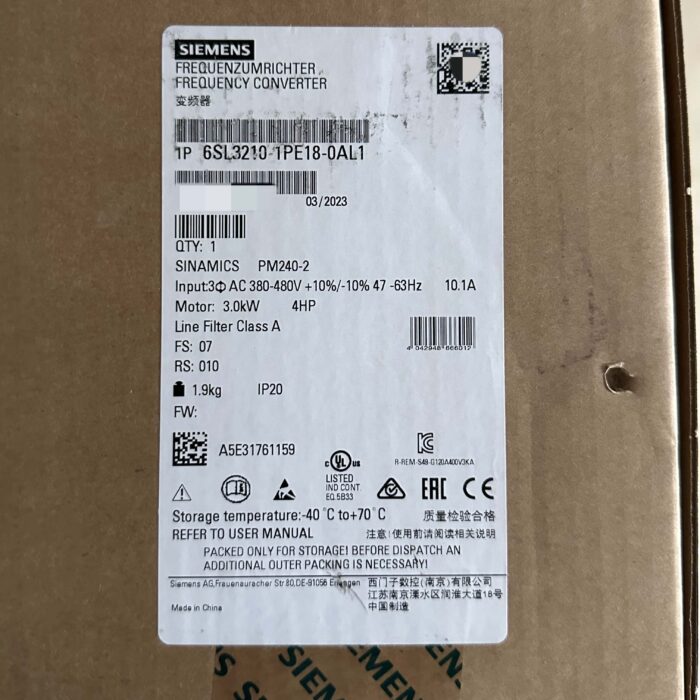 SIEMENS
FREQUENZUMRICHTER
FREQUENCY CONVERTER
变频器
1P 6SL3210-1PE18-0AL1
03/2023
QTY: 1
SINAMICS PM240-2
Input:3Φ AC 380-480V +10%/-10% 47 -63Hz 10.1A
Motor: 3.0kW 4HP
Line Filter Class A
FS: 07
RS: 010
4 042948 666012
1.9kg IP20
FW:
A5E31761159
R-REM-S49-G120A400V3KA
c UL us
LISTED
IND CONT.
EQ.5B33
EAC CE
Storage temperature:-40°C to+70°C 质量检验合格
REFER TO USER MANUAL 注意!使用前请阅读相关说明
PACKED ONLY FOR STORAGE! BEFORE DISPATCH AN
ADDITIONAL OUTER PACKING IS NECESSARY!
Siemens AG,Frauenauracher Str.80,DE-91056 Erlangen 西门子数控(南京)有限公司
江苏南京溧水区润淮大道18号
Made in China 中国制造
SIEMENS
SIEMENS